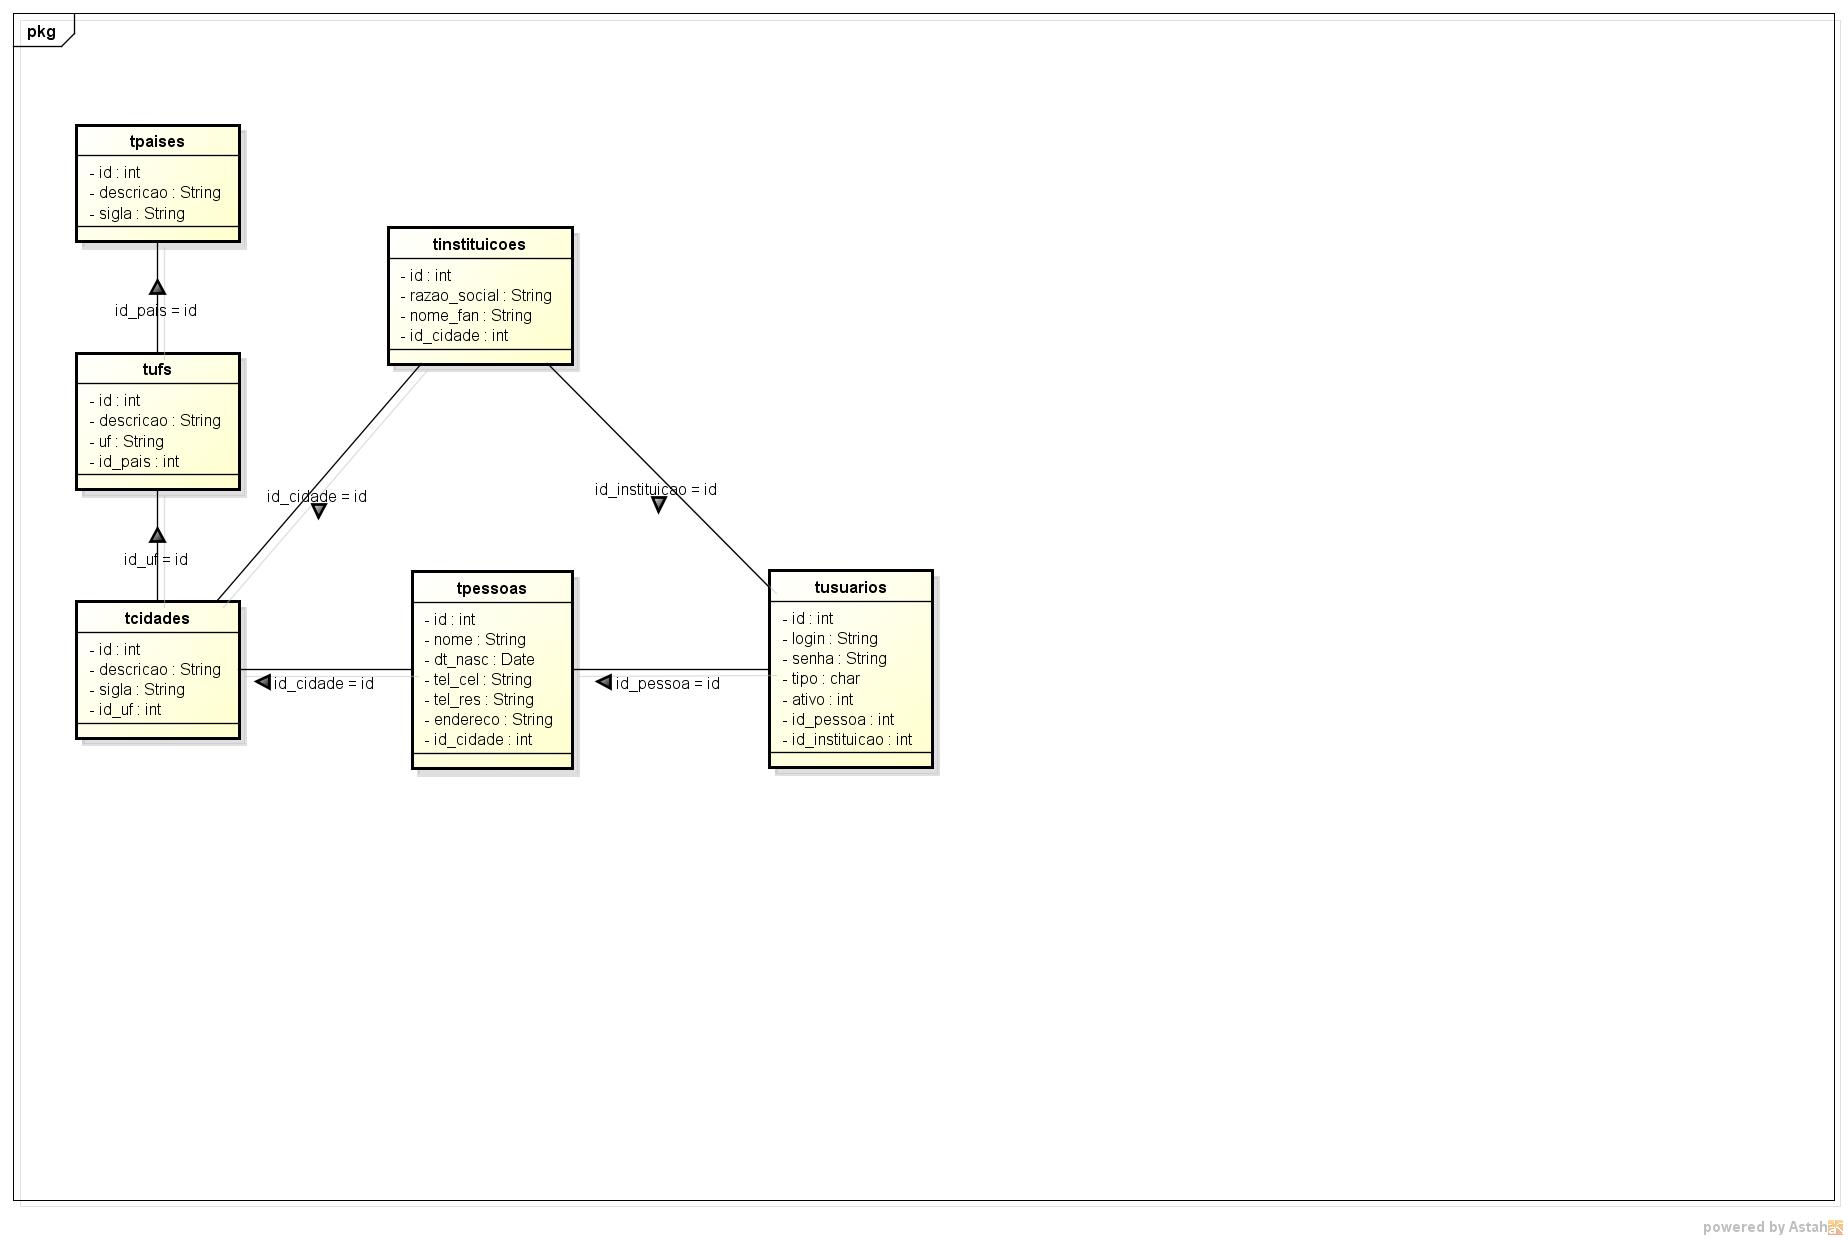 pkg
tpaises
- id : int
- descricao : String
- sigla : String
id_pais = id
tufs
- id : int
- descricao : String
- uf : String
- id_pais : int
id_uf = id
tcidades
- id : int
- descricao : String
- sigla : String
- id_uf : int
tinstituicoes
- id : int
- razao_social : String
- nome_fan : String
- id_cidade : int
id_cidade = id
id_instituicao = id
id_cidade = id
tpessoas
- id : int
- nome : String
- dt_nasc : Date
- tel_cel : String
- tel_res : String
- endereco : String
- id_cidade : int
id_pessoa = id
tusuarios
- id : int
- login : String
- senha : String
- tipo : char
- ativo : int
- id_pessoa : int
- id_instituicao : int
powered by Astah